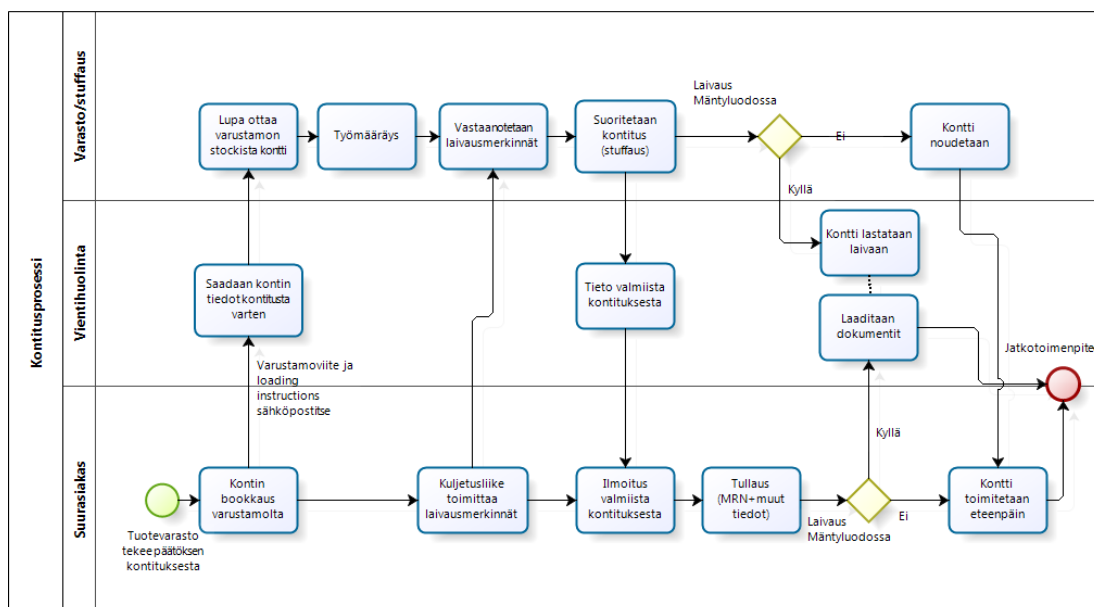 Kontitusprosessi
Varasto/stuffaus
Lupa ottaa
varustamon
stockista kontti
Työmääräys
Vastaanotetaan
laivausmerkinnät
Suoritetaan
kontitus
(stuffaus)
Laivaus
Mäntyluodossa
Ei
Kyllä
Kontti
noudetaan
Vientihuolinta
Saadaan kontin
tiedot kontitusta
varten
Varustamoviite ja
loading
instructions
sähköpostitse
Tieto valmiista
kontituksesta
Kontti lastataan
laivaan
Laaditaan
dokumentit
Jatkotoimenpite
Suurasiakas
Tuotevarasto
tekee päätöksen
kontituksesta
Kontin
bookkaus
varustamolta
Kuljetusliike
toimittaa
laivausmerkinnät
Ilmoitus
valmiista
kontituksesta
Tullaus
(MRN+muut
tiedot)
Laivaus
Mäntyluodossa
Kyllä
Ei
Kontti
toimitetaan
eteenpäin